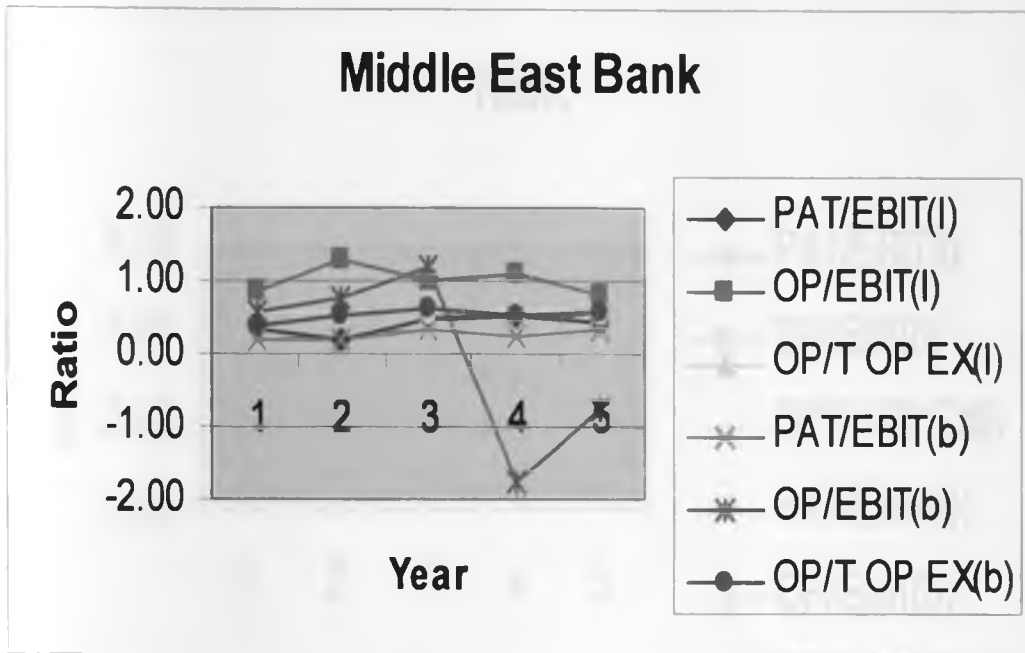 Middle East Bank
2.00
1.00
0.00
-1.00
-2.00
Ratio
1 2 3 4 5
Year
PAT/EBIT(l)
OP/EBIT(l)
OP/T OP EX(l)
PAT/EBIT(b)
OP/EBIT(b)
OP/T OP EX(b)